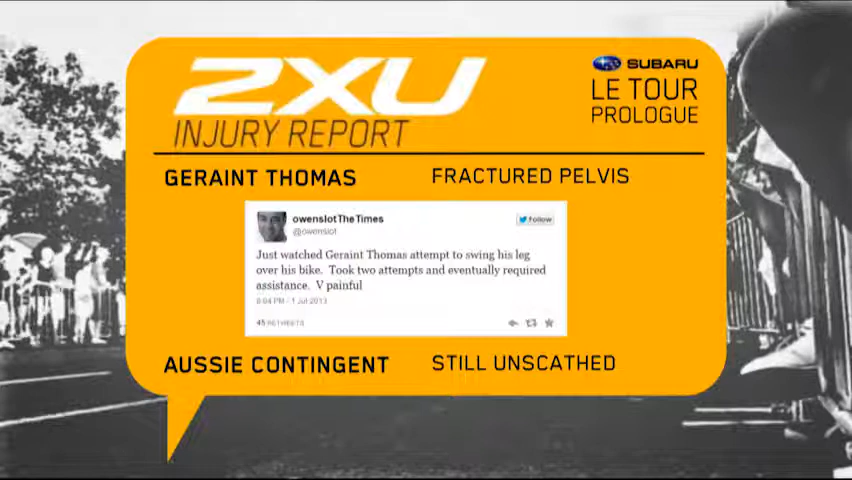 2XU
INJURY REPORT
SUBARU
LE TOUR
PROLOGUE
GERAINT THOMAS
FRACTURED PELVIS
owenslotTheTimes
@owenslot
Follow
Just watched Geraint Thomas attempt to swing his leg
over his bike. Took two attempts and eventually required
assistance. V painful
8:04 PM - 1 Jul 2013
45 RETWEETS
AUSSIE CONTINGENT
STILL UNSCATHED